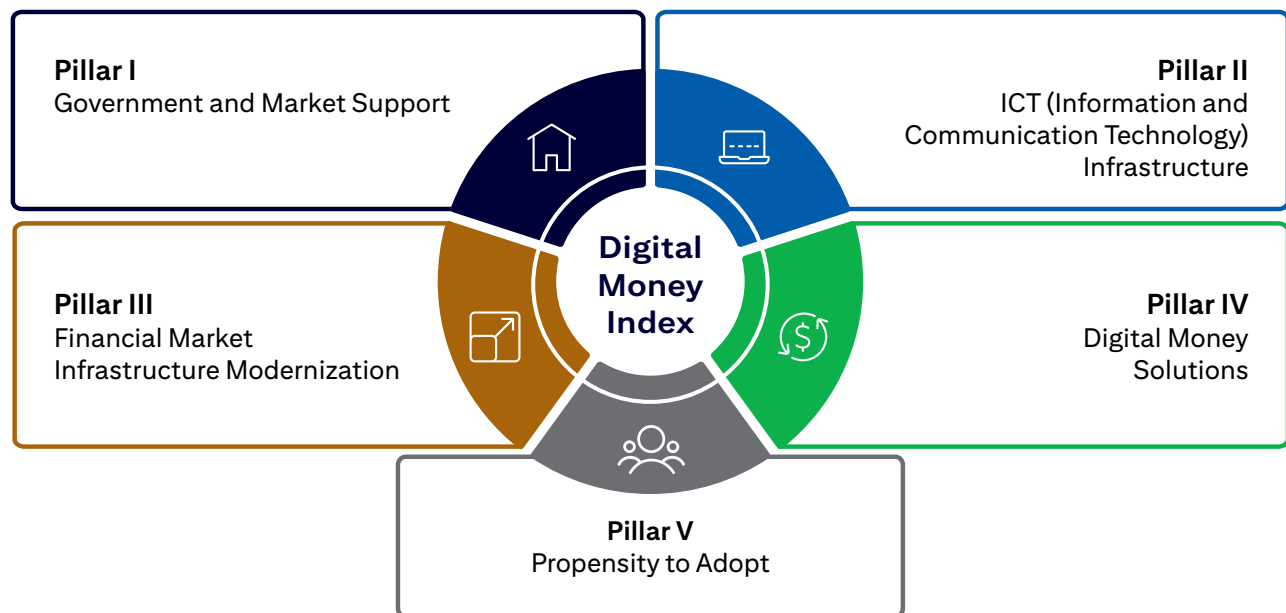 Pillar I
Government and Market Support
Pillar II
ICT (Information and
Communication Technology)
Infrastructure
Digital
Money
Index
Pillar III
Financial Market
Infrastructure Modernization
Pillar IV
Digital Money
Solutions
$
Pillar V
Propensity to Adopt